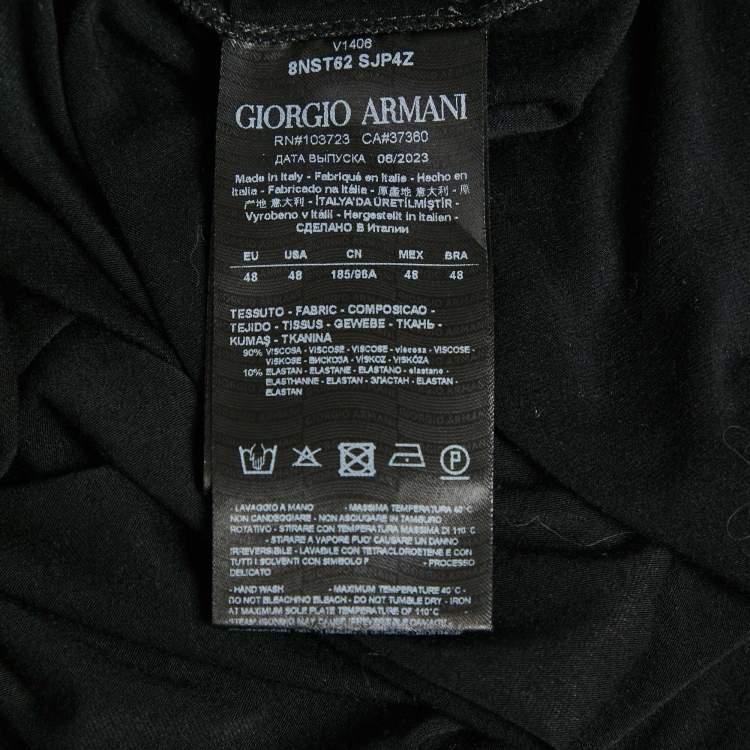 V1406
8NST62 SJP4Z
GIORGIO ARMANI
RN#103723 CA#37360
ДАТА ВЫПУСКА 06/2023
Made in Italy - Fabriqué en Italie - Hecho en
Italia - Fabricado na Itália - 原產地 意大利 - 原
产地 意大利 - İTALYA'DA ÜRETİLMİŞTİR -
Vyrobeno v Itálii - Hergestellt in Italien -
СДЕЛАНО В Италии
EU USA CN MEX BRA
48 48 185/96A 48 48
TESSUTO - FABRIC - COMPOSICAO -
TEJIDO - TISSUS - GEWEBE - ТКАНЬ -
KUMAŞ - TKANINA
90% VISCOSA - VISCOSE - VISCOSE - viscosa - VISCOSE -
VISKOSE - ВИСКОЗА - VİSKOZ - VISKÓZA
10% ELASTAN - ELASTANE - ELASTANO - elastano -
ELASTHANNE - ELASTAN - ЭЛАСТАН - ELASTAN -
ELASTAN
P
LAVAGGIO A MANO - MASSIMA TEMPERATURA 40°C
NON CANDEGGIARE - NON ASCIUGARE IN TAMBURO
ROTATIVO - STIRARE CON TEMPERATURA MASSIMA DI 110°C
- STIRARE A VAPORE PUO' CAUSARE UN DANNO
IRREVERSIBILE - LAVABILE CON TETRACLOROETENE E CON
TUTTI I SOLVENTI CON SIMBOLO F - PROCESSO
DELICATO
- HAND WASH - MAXIMUM TEMPERATURE 40°C -
DO NOT BLEACHING BLEACH - DO NOT TUMBLE DRY - IRON
AT MAXIMUM SOLE PLATE TEMPERATURE OF 110°C
STEAM IRONING MAY CAUSE IRREVERSIBLE DAMAGE